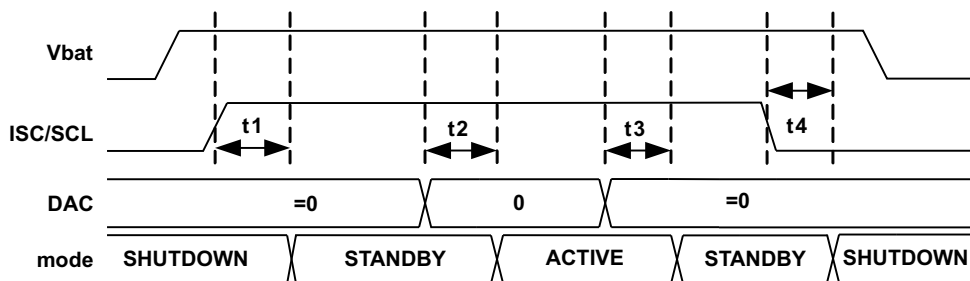 Vbat
ISC/SCL
t1
t2
t3
t4
DAC
=0
0
=0
mode
SHUTDOWN
STANDBY
ACTIVE
STANDBY
SHUTDOWN